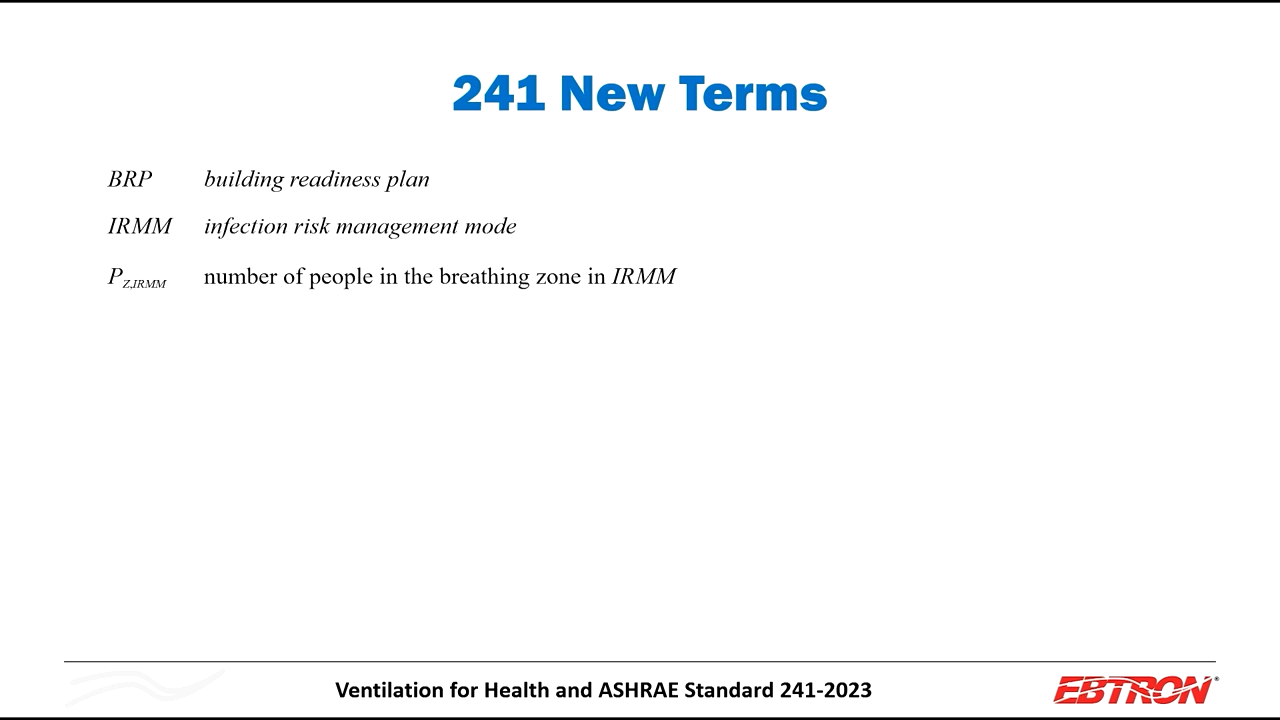 241 New Terms
BRP building readiness plan
IRMM infection risk management mode
PZ,IRMM number of people in the breathing zone in IRMM
Ventilation for Health and ASHRAE Standard 241-2023
EBTRON®